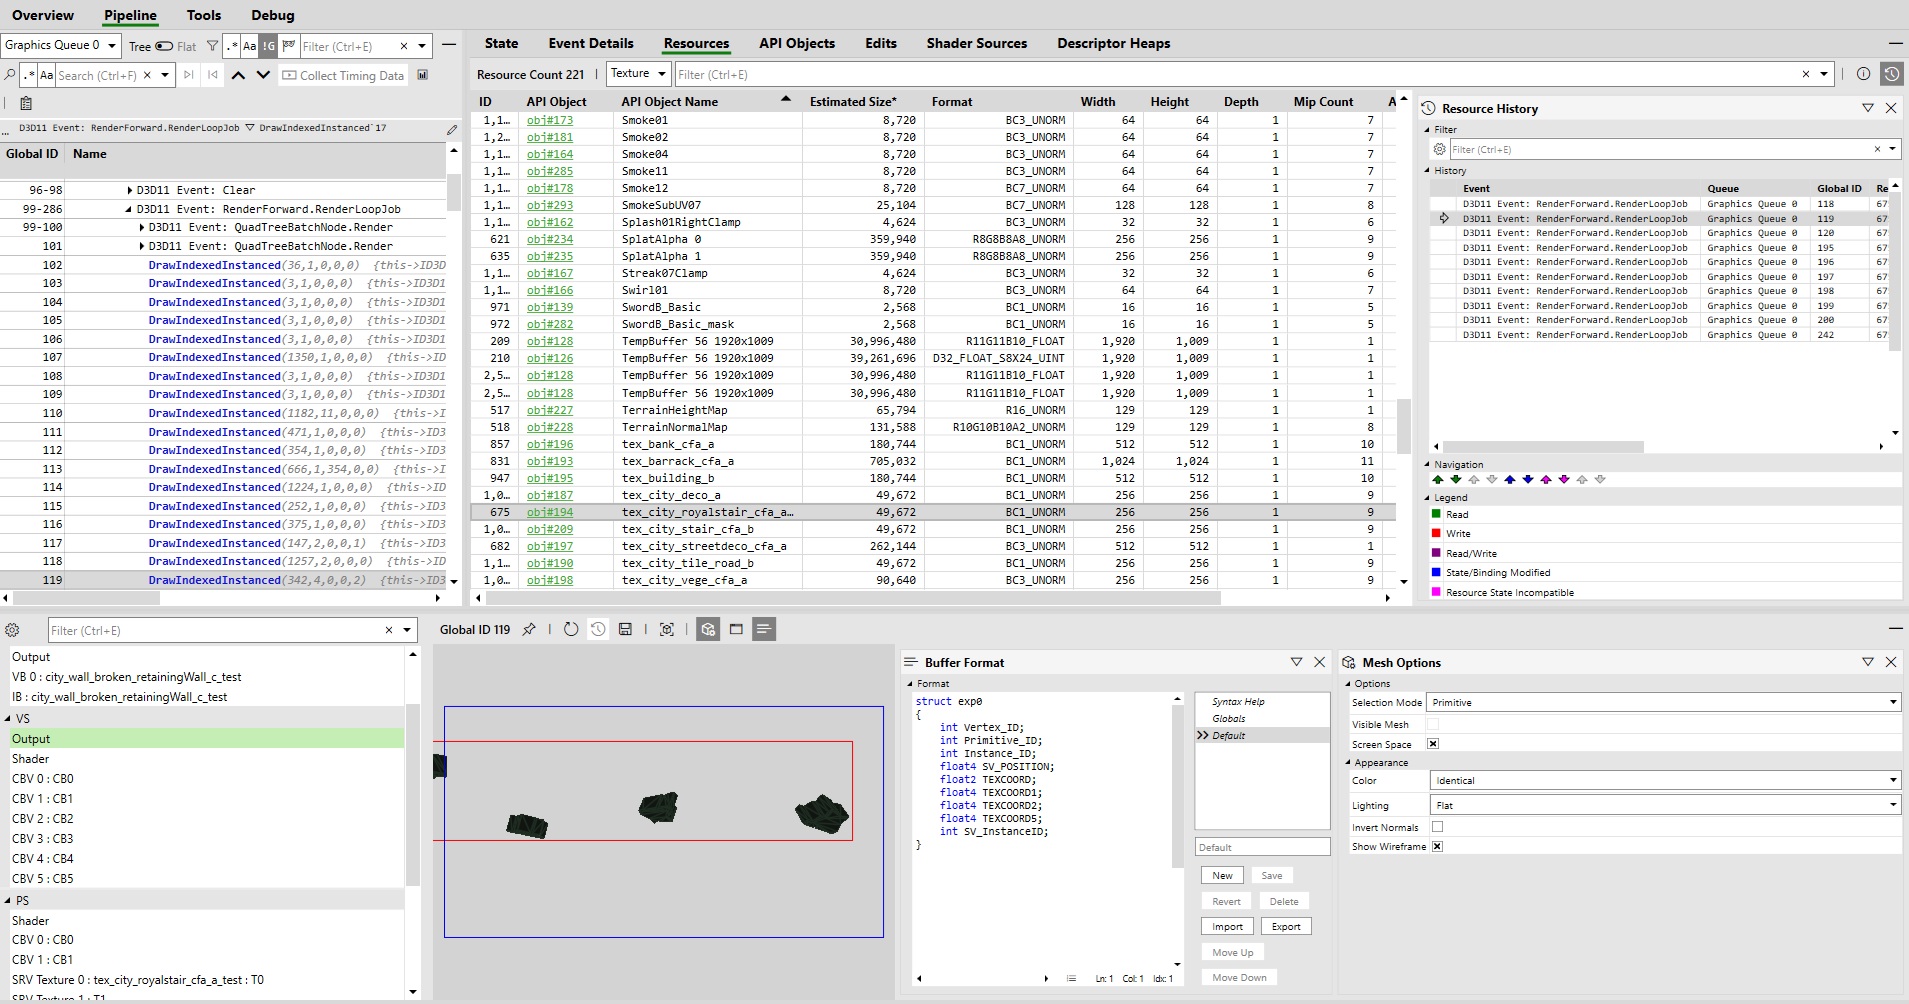 Overview Pipeline Tools Debug
Graphics Queue 0 Tree Flat .* Aa !G Filter (Ctrl+E)
.* Aa Search (Ctrl+F) Collect Timing Data
... D3D11 Event: RenderForward.RenderLoopJob DrawIndexedInstanced`17
Global ID Name
96-98 D3D11 Event: Clear
99-286 D3D11 Event: RenderForward.RenderLoopJob
99-100 D3D11 Event: QuadTreeBatchNode.Render
101 D3D11 Event: QuadTreeBatchNode.Render
102 DrawIndexedInstanced(36,1,0,0,0) {this->ID3D
103 DrawIndexedInstanced(3,1,0,0,0) {this->ID3D1
104 DrawIndexedInstanced(3,1,0,0,0) {this->ID3D1
105 DrawIndexedInstanced(3,1,0,0,0) {this->ID3D1
106 DrawIndexedInstanced(3,1,0,0,0) {this->ID3D1
107 DrawIndexedInstanced(1350,1,0,0,0) {this->ID
108 DrawIndexedInstanced(3,1,0,0,0) {this->ID3D1
109 DrawIndexedInstanced(3,1,0,0,0) {this->ID3D1
110 DrawIndexedInstanced(1182,11,0,0,0) {this->I
111 DrawIndexedInstanced(471,1,0,0,0) {this->ID3
112 DrawIndexedInstanced(354,1,0,0,0) {this->ID3
113 DrawIndexedInstanced(666,1,354,0,0) {this->I
114 DrawIndexedInstanced(1224,1,0,0,0) {this->ID
115 DrawIndexedInstanced(252,1,0,0,0) {this->ID3
116 DrawIndexedInstanced(375,1,0,0,0) {this->ID3
117 DrawIndexedInstanced(147,2,0,0,1) {this->ID3
118 DrawIndexedInstanced(1257,2,0,0,0) {this->ID
119 DrawIndexedInstanced(342,4,0,0,2) {this->ID3
State Event Details Resources API Objects Edits Shader Sources Descriptor Heaps
Resource Count 221 Texture Filter (Ctrl+E)
ID API Object API Object Name Estimated Size* Format Width Height Depth Mip Count A
1,1... obj#173 Smoke01 8,720 BC3_UNORM 64 64 1 7
1,2... obj#181 Smoke02 8,720 BC3_UNORM 64 64 1 7
1,1... obj#164 Smoke04 8,720 BC3_UNORM 64 64 1 7
1,1... obj#285 Smoke11 8,720 BC3_UNORM 64 64 1 7
1,1... obj#178 Smoke12 8,720 BC7_UNORM 64 64 1 7
1,1... obj#293 SmokeSubUV07 25,104 BC7_UNORM 128 128 1 8
1,1... obj#162 Splash01RightClamp 4,624 BC3_UNORM 32 32 1 6
621 obj#234 SplatAlpha 0 359,940 R8G8B8A8_UNORM 256 256 1 9
635 obj#235 SplatAlpha 1 359,940 R8G8B8A8_UNORM 256 256 1 9
1,1... obj#167 Streak07Clamp 4,624 BC3_UNORM 32 32 1 6
1,1... obj#166 Swirl01 8,720 BC3_UNORM 64 64 1 7
971 obj#139 SwordB_Basic 2,568 BC1_UNORM 16 16 1 5
972 obj#282 SwordB_Basic_mask 2,568 BC1_UNORM 16 16 1 5
209 obj#128 TempBuffer 56 1920x1009 30,996,480 R11G11B10_FLOAT 1,920 1,009 1 1
210 obj#126 TempBuffer 56 1920x1009 39,261,696 D32_FLOAT_S8X24_UINT 1,920 1,009 1 1
2,5... obj#128 TempBuffer 56 1920x1009 30,996,480 R11G11B10_FLOAT 1,920 1,009 1 1
2,5... obj#128 TempBuffer 56 1920x1009 30,996,480 R11G11B10_FLOAT 1,920 1,009 1 1
517 obj#227 TerrainHeightMap 65,794 R16_UNORM 129 129 1 1
518 obj#228 TerrainNormalMap 131,588 R10G10B10A2_UNORM 129 129 1 8
857 obj#196 tex_bank_cfa_a 180,744 BC1_UNORM 512 512 1 10
831 obj#193 tex_barrack_cfa_a 705,032 BC1_UNORM 1,024 1,024 1 11
947 obj#195 tex_building_b 180,744 BC1_UNORM 512 512 1 10
1,0... obj#187 tex_city_deco_a 49,672 BC1_UNORM 256 256 1 9
675 obj#194 tex_city_royalstair_cfa_a... 49,672 BC1_UNORM 256 256 1 9
1,0... obj#209 tex_city_stair_cfa_b 49,672 BC1_UNORM 256 256 1 9
682 obj#197 tex_city_streetdeco_cfa_a 262,144 BC3_UNORM 512 512 1 1
1,1... obj#190 tex_city_tile_road_b 49,672 BC1_UNORM 256 256 1 9
1,0... obj#198 tex_city_vege_cfa_a 90,640 BC3_UNORM 256 256 1 9
Resource History
Filter
Filter (Ctrl+E)
History
Event Queue Global ID Re
D3D11 Event: RenderForward.RenderLoopJob Graphics Queue 0 118 67
D3D11 Event: RenderForward.RenderLoopJob Graphics Queue 0 119 67
D3D11 Event: RenderForward.RenderLoopJob Graphics Queue 0 120 67
D3D11 Event: RenderForward.RenderLoopJob Graphics Queue 0 195 67
D3D11 Event: RenderForward.RenderLoopJob Graphics Queue 0 196 67
D3D11 Event: RenderForward.RenderLoopJob Graphics Queue 0 197 67
D3D11 Event: RenderForward.RenderLoopJob Graphics Queue 0 198 67
D3D11 Event: RenderForward.RenderLoopJob Graphics Queue 0 199 67
D3D11 Event: RenderForward.RenderLoopJob Graphics Queue 0 200 67
D3D11 Event: RenderForward.RenderLoopJob Graphics Queue 0 242 67
Navigation
Legend
Read
Write
Read/Write
State/Binding Modified
Resource State Incompatible
Filter (Ctrl+E)
Output
VB 0 : city_wall_broken_retainingWall_c_test
IB : city_wall_broken_retainingWall_c_test
VS
Output
Shader
CBV 0 : CB0
CBV 1 : CB1
CBV 2 : CB2
CBV 3 : CB3
CBV 4 : CB4
CBV 5 : CB5
PS
Shader
CBV 0 : CB0
CBV 1 : CB1
SRV Texture 0 : tex_city_royalstair_cfa_a_test : T0
SRV Texture 1 : T1
Global ID 119
Buffer Format
Format
struct exp0
{
int Vertex_ID;
int Primitive_ID;
int Instance_ID;
float4 SV_POSITION;
float2 TEXCOORD;
float4 TEXCOORD1;
float4 TEXCOORD2;
float4 TEXCOORD5;
int SV_InstanceID;
}
Ln: 1 Col: 1 Idx: 1
Syntax Help
Globals
Default
Default
New Save
Revert Delete
Import Export
Move Up
Move Down
Mesh Options
Options
Selection Mode Primitive
Visible Mesh
Screen Space
Appearance
Color Identical
Lighting Flat
Invert Normals
Show Wireframe